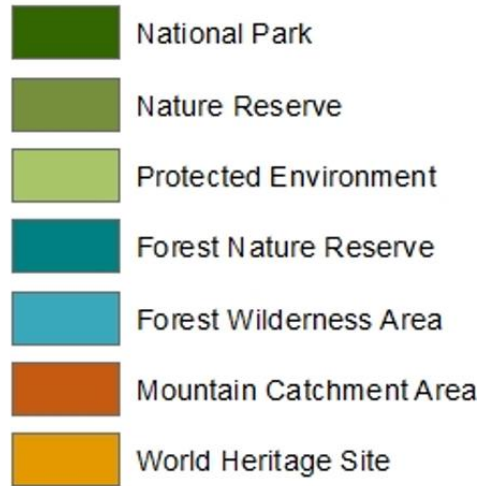 National Park
Nature Reserve
Protected Environment
Forest Nature Reserve
Forest Wilderness Area
Mountain Catchment Area
World Heritage Site